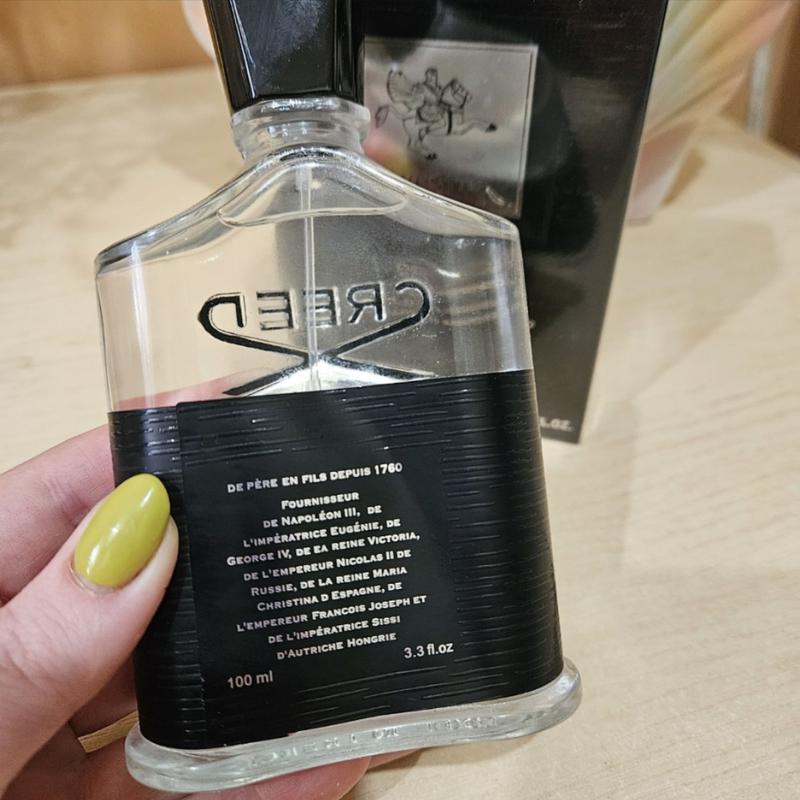 CREED
DE PÈRE EN FILS DEPUIS 1760
FOURNISSEUR
DE NAPOLÉON III, DE
L'IMPÉRATRICE EUGÉNIE, DE
GEORGE IV, DE EA REINE VICTORIA,
DE L'EMPEREUR NICOLAS II DE
RUSSIE, DE LA REINE MARIA
CHRISTINA D ESPAGNE, DE
L'EMPEREUR FRANCOIS JOSEPH ET
DE L'IMPÉRATRICE SISSI
D'AUTRICHE HONGRIE
100 ml 3.3 fl.oz